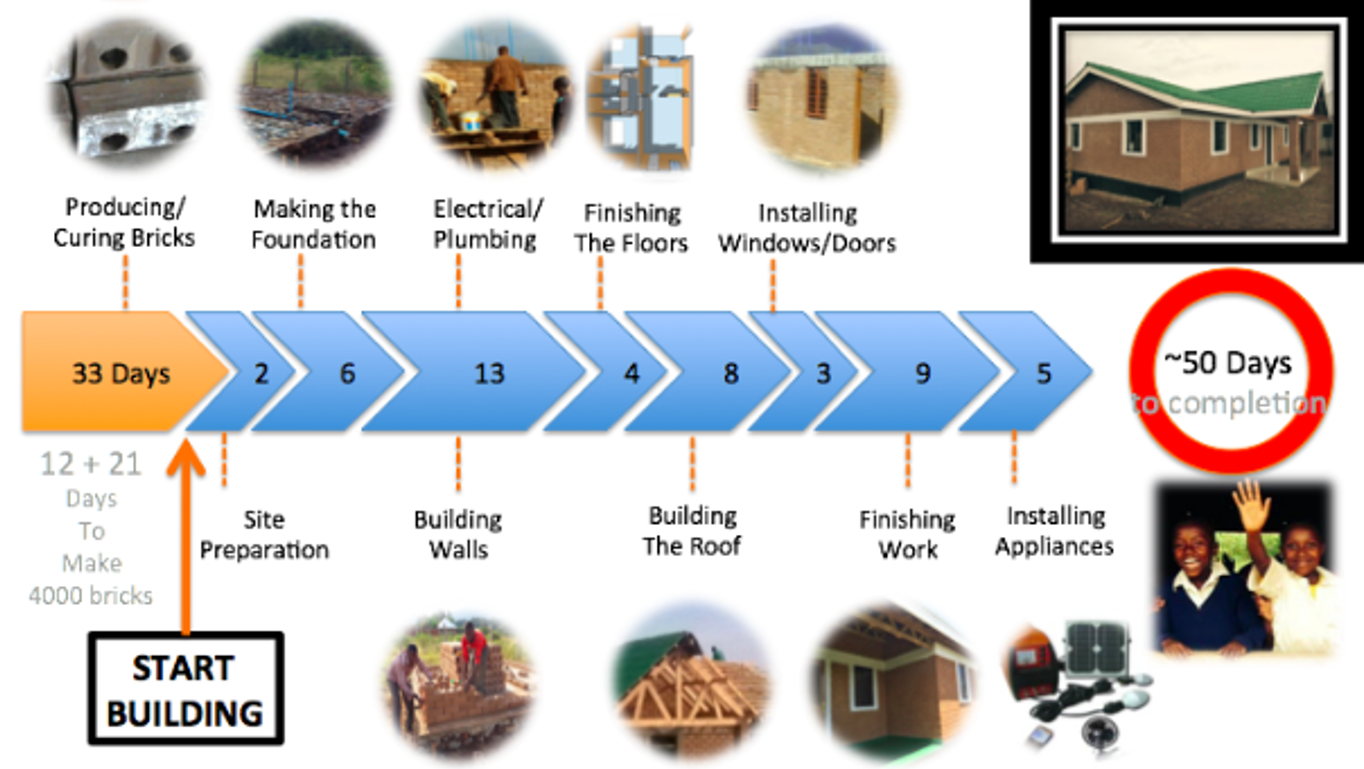 Producing/
Curing Bricks
Making the
Foundation
Electrical/
Plumbing
Finishing
The Floors
Installing
Windows/Doors
33 Days
2
6
13
4
8
3
9
5
~50 Days
to completion
12 + 21
Days
To
Make
4000 bricks
Site
Preparation
Building
Walls
Building
The Roof
Finishing
Work
Installing
Appliances
START
BUILDING